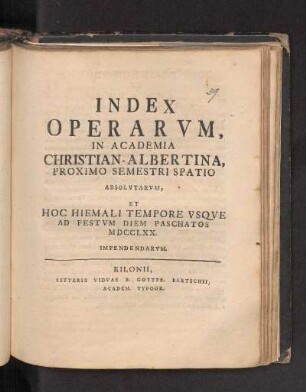 INDEX
OPERARVM,
IN ACADEMIA
CHRISTIAN-ALBERTINA,
PROXIMO SEMESTRI SPATIO
ABSOLVTARVM,
ET
HOC HIEMALI TEMPORE VSQVE
AD FESTVM DIEM PASCHATOS
MDCCLXX.
IMPENDENDARVM.
KILONII,
LITTERIS VIDVAE B. GOTTFR. BARTSCHII,
ACADEM. TYPOGR.